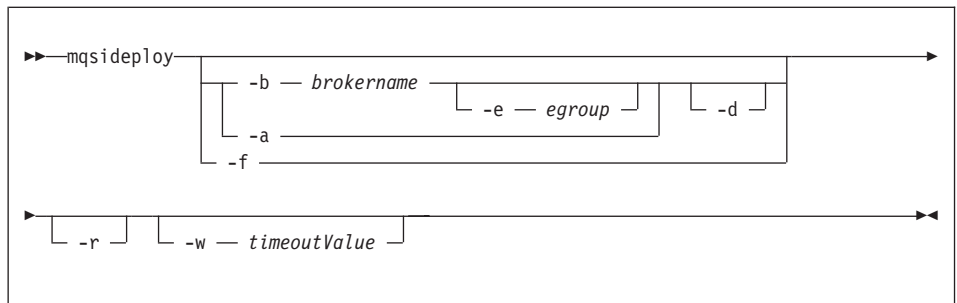 mqsideploy
-b brokername
-e egroup
-d
-a
-f
-r
-w timeoutValue